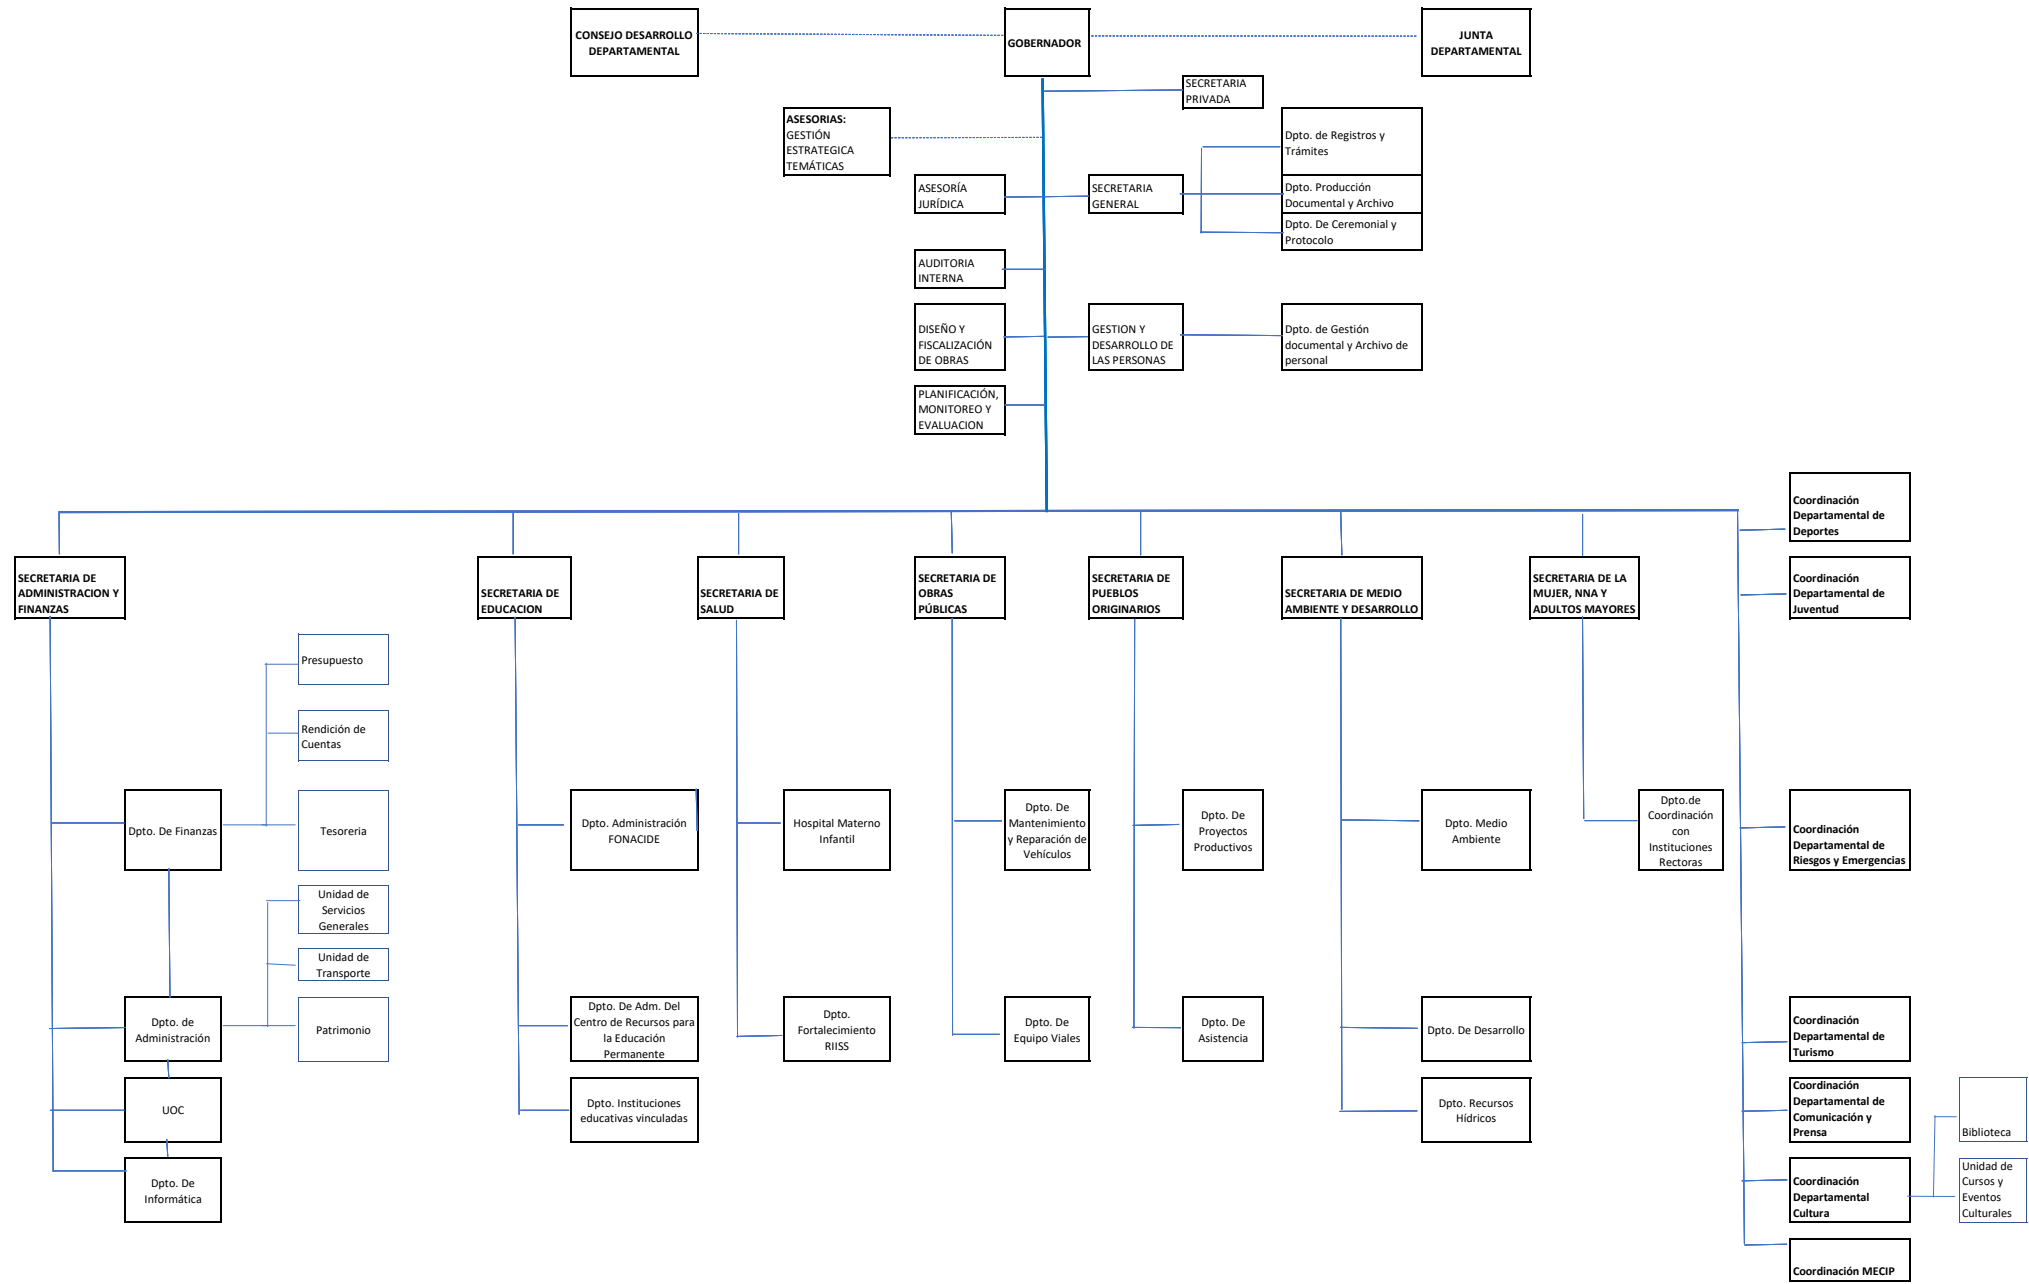 CONSEJO DESARROLLO
DEPARTAMENTAL
GOBERNADOR
JUNTA
DEPARTAMENTAL
SECRETARIA
PRIVADA
ASESORIAS:
GESTIÓN
ESTRATEGICA
TEMÁTICAS
Dpto. de Registros y
Trámites
ASESORÍA
JURÍDICA
SECRETARIA
GENERAL
Dpto. Producción
Documental y Archivo
Dpto. De Ceremonial y
Protocolo
AUDITORIA
INTERNA
DISEÑO Y
FISCALIZACIÓN
DE OBRAS
GESTION Y
DESARROLLO DE
LAS PERSONAS
Dpto. de Gestión
documental y Archivo de
personal
PLANIFICACIÓN,
MONITOREO Y
EVALUACION
Coordinación
Departamental de
Deportes
SECRETARIA DE
ADMINISTRACION Y
FINANZAS
SECRETARIA DE
EDUCACION
SECRETARIA DE
SALUD
SECRETARIA DE
OBRAS
PÚBLICAS
SECRETARIA DE
PUEBLOS
ORIGINARIOS
SECRETARIA DE MEDIO
AMBIENTE Y DESARROLLO
SECRETARIA DE LA
MUJER, NNA Y
ADULTOS MAYORES
Coordinación
Departamental de
Juventud
Presupuesto
Rendición de
Cuentas
Dpto. De Finanzas
Tesoreria
Dpto. Administración
FONACIDE
Hospital Materno
Infantil
Dpto. De
Mantenimiento
y Reparación de
Vehículos
Dpto. De
Proyectos
Productivos
Dpto. Medio
Ambiente
Dpto.de
Coordinación
con
Instituciones
Rectoras
Coordinación
Departamental de
Riesgos y Emergencias
Unidad de
Servicios
Generales
Unidad de
Transporte
Dpto. de
Administración
Patrimonio
Dpto. De Adm. Del
Centro de Recursos para
la Educación
Permanente
Dpto.
Fortalecimiento
RIISS
Dpto. De
Equipo Viales
Dpto. De
Asistencia
Dpto. De Desarrollo
Coordinación
Departamental de
Turismo
UOC
Dpto. Instituciones
educativas vinculadas
Dpto. Recursos
Hídricos
Coordinación
Departamental de
Comunicación y
Prensa
Biblioteca
Dpto. De
Informática
Coordinación
Departamental
Cultura
Unidad de
Cursos y
Eventos
Culturales
Coordinación MECIP